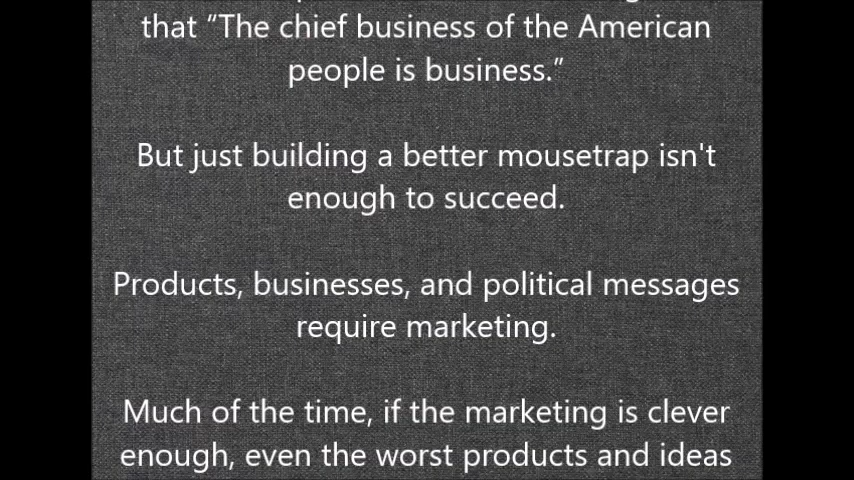 that “The chief business of the American
people is business.”
But just building a better mousetrap isn't
enough to succeed.
Products, businesses, and political messages
require marketing.
Much of the time, if the marketing is clever
enough, even the worst products and ideas